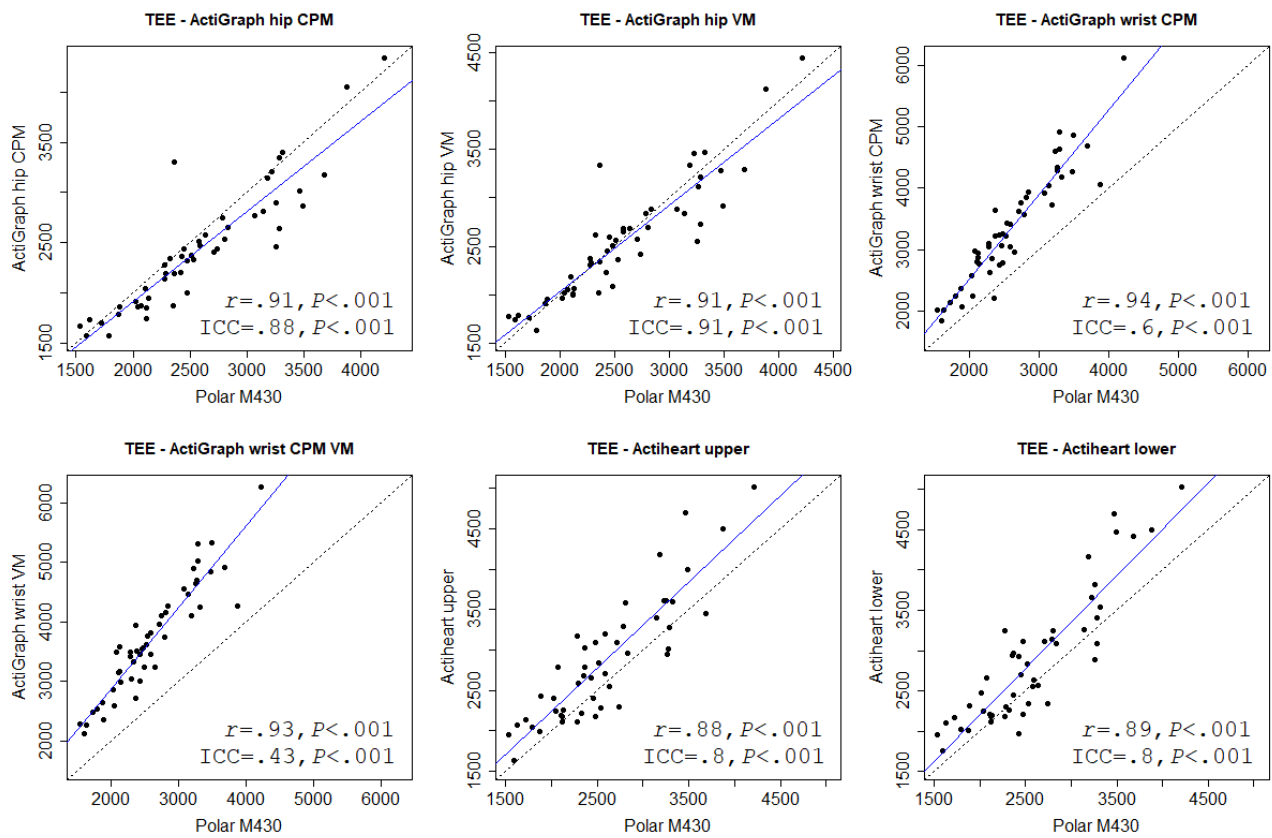 TEE - ActiGraph hip CPM
ActiGraph hip CPM
3500
2500
1500
r=.91, P<.001
ICC=.88, P<.001
1500 2000 2500 3000 3500 4000
Polar M430
TEE - ActiGraph hip VM
ActiGraph hip VM
4500
3500
2500
1500
r=.91, P<.001
ICC=.91, P<.001
1500 2000 2500 3000 3500 4000 4500
Polar M430
TEE - ActiGraph wrist CPM
ActiGraph wrist CPM
6000
5000
4000
3000
2000
r=.94, P<.001
ICC=.6, P<.001
2000 3000 4000 5000 6000
Polar M430
TEE - ActiGraph wrist CPM VM
ActiGraph wrist VM
6000
5000
4000
3000
2000
r=.93, P<.001
ICC=.43, P<.001
2000 3000 4000 5000 6000
Polar M430
TEE - Actiheart upper
Actiheart upper
4500
3500
2500
1500
r=.88, P<.001
ICC=.8, P<.001
1500 2500 3500 4500
Polar M430
TEE - Actiheart lower
Actiheart lower
4500
3500
2500
1500
r=.89, P<.001
ICC=.8, P<.001
1500 2500 3500 4500
Polar M430